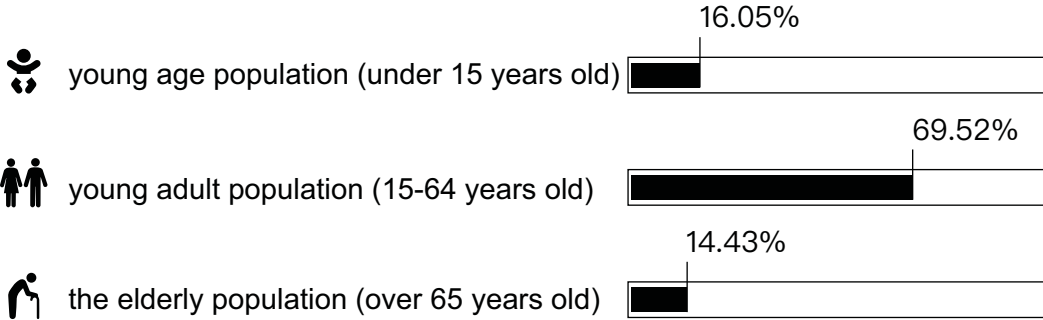 16.05%
young age population (under 15 years old)
69.52%
young adult population (15-64 years old)
14.43%
the elderly population (over 65 years old)